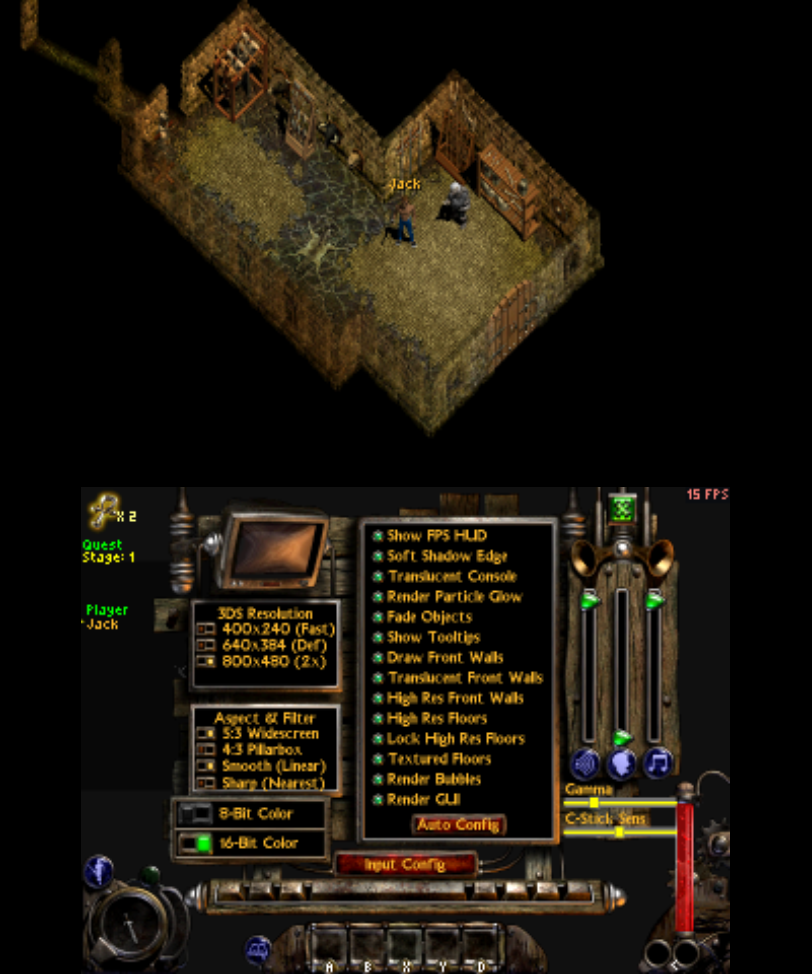 Jack
15 FPS
X 2
Quest
Stage: 1
Player
Jack
3DS Resolution
400x240 (Fast)
640x384 (Def)
800x480 (2x)
Aspect & Filter
5:3 Widescreen
4:3 Pillarbox
Smooth (Linear)
Sharp (Nearest)
8-Bit Color
16-Bit Color
Show FPS HUD
Soft Shadow Edge
Translucent Console
Render Particle Glow
Fade Objects
Show Tooltips
Draw Front Walls
Translucent Front Walls
High Res Front Walls
High Res Floors
Lock High Res Floors
Textured Floors
Render Bubbles
Render GUI
Auto Config
Gamma
C-Stick Sens
Input Config
A B X Y D